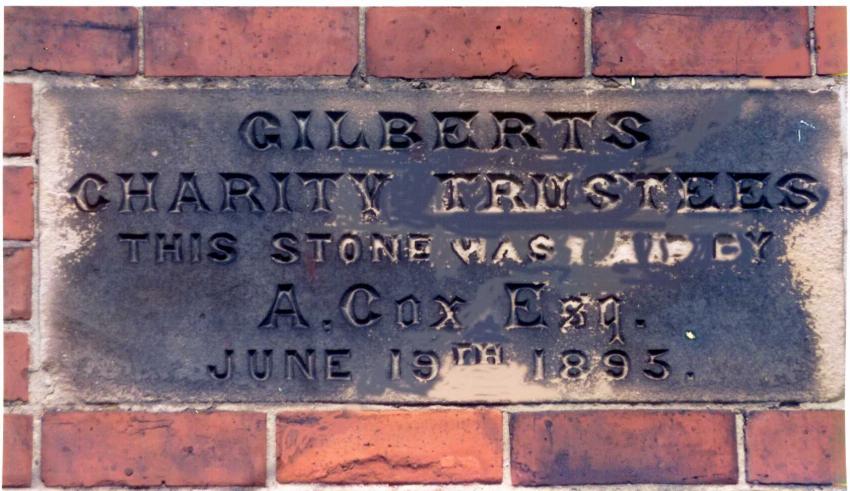 GILBERTS
CHARITY TRUSTEES
THIS STONE WAS LAID BY
A. Cox Esq.
JUNE 19TH 1895.